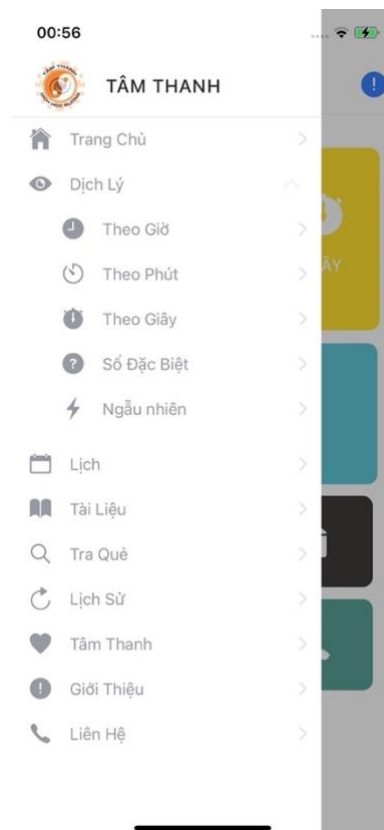 00:56
TÂM THANH
Trang Chủ
Dịch Lý
Theo Giờ
Theo Phút
Theo Giây
ÂY
Số Đặc Biệt
Ngẫu nhiên
Lịch
Tài Liệu
Tra Quẻ
Lịch Sử
Tâm Thanh
Giới Thiệu
Liên Hệ